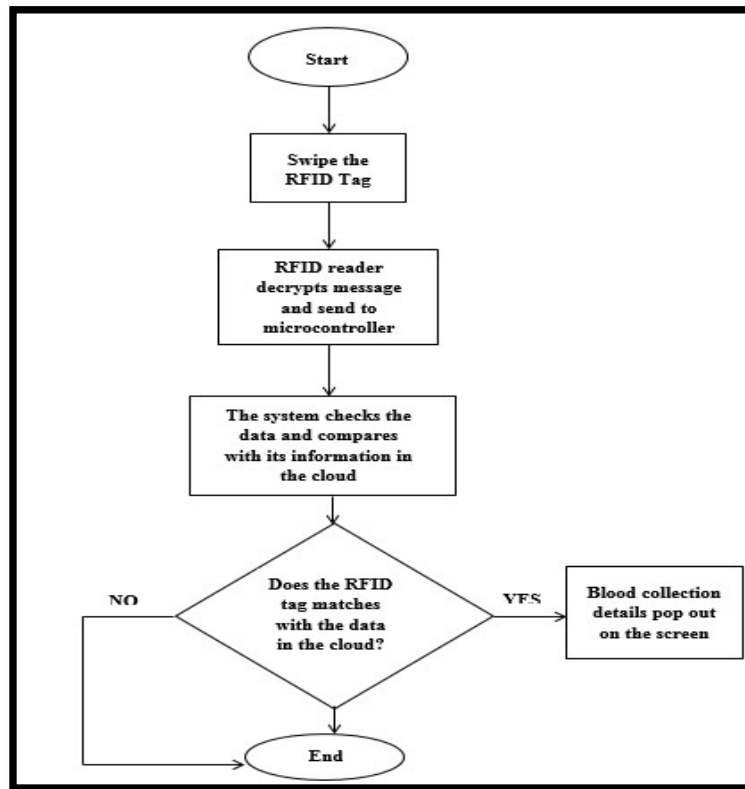 Start
Swipe the
RFID Tag
RFID reader
decrypts message
and send to
microcontroller
The system checks the
data and compares
with its information in
the cloud
Does the RFID
tag matches
with the data
in the cloud?
NO
YES
Blood collection
details pop out
on the screen
End